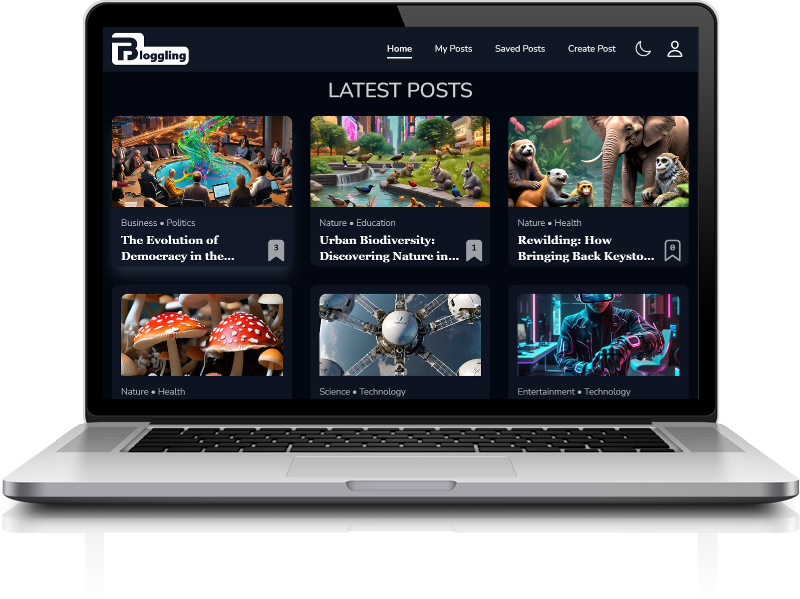 Bloggling
Home My Posts Saved Posts Create Post
LATEST POSTS
Business • Politics
The Evolution of
Democracy in the...
3
Nature • Education
Urban Biodiversity:
Discovering Nature in...
1
Nature • Health
Rewilding: How
Bringing Back Keysto...
0
Nature • Health
Science • Technology
Entertainment • Technology